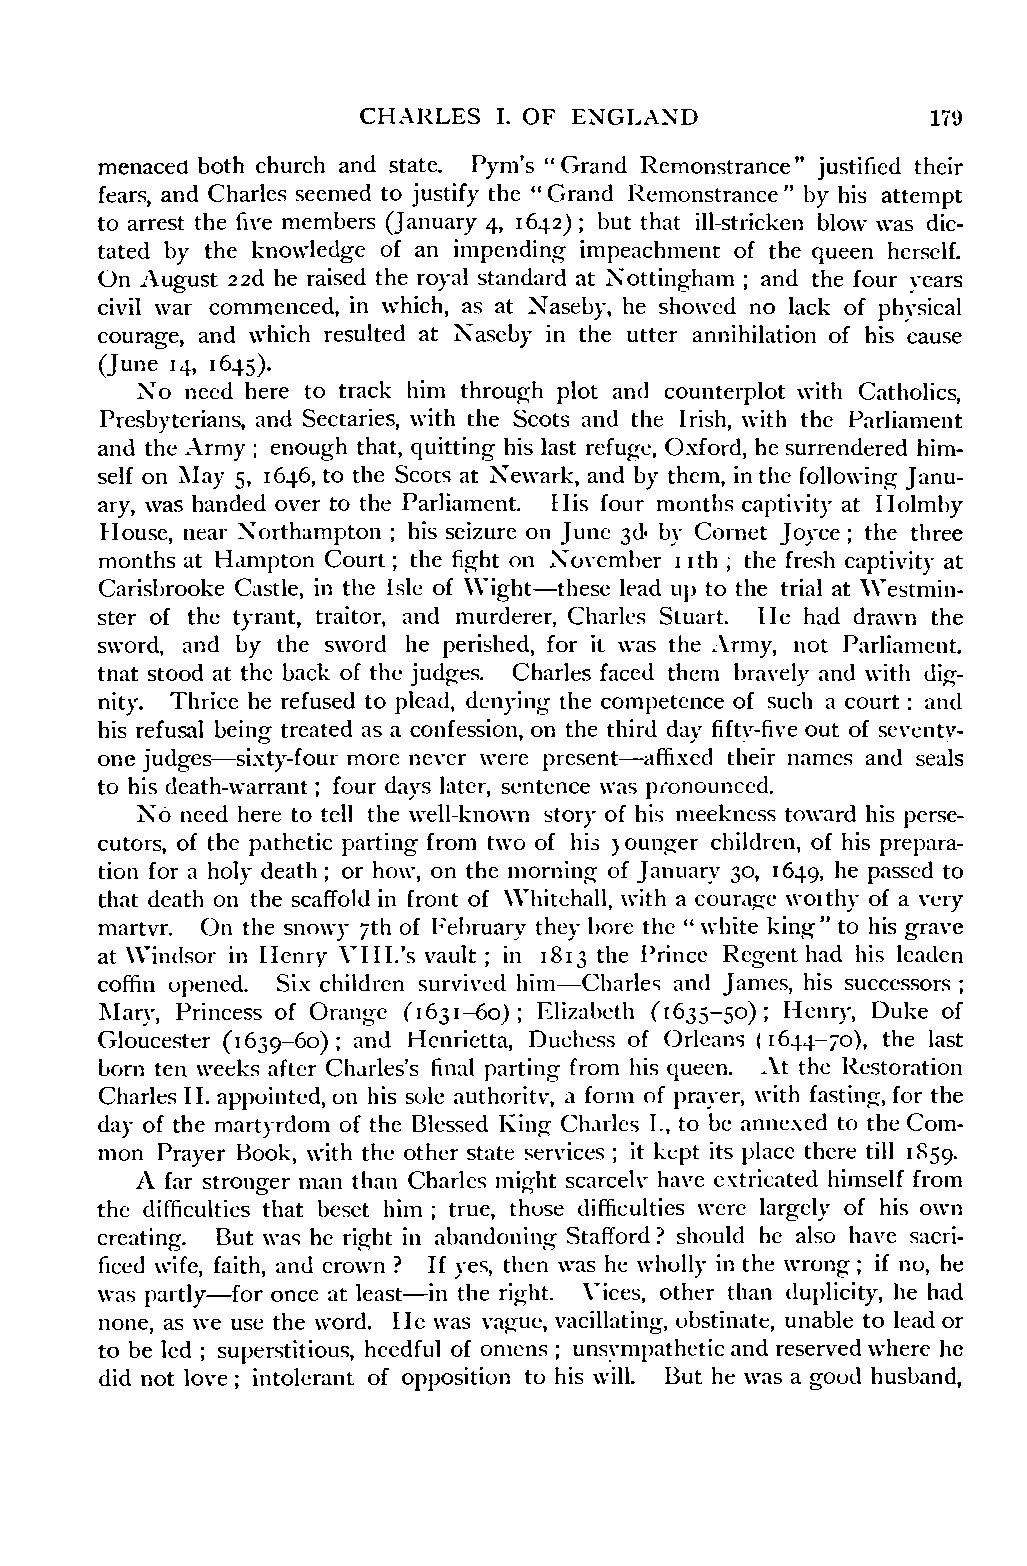 CHARLES I. OF ENGLAND 179
menaced both church and state. Pym's "Grand Remonstrance" justified their
fears, and Charles seemed to justify the "Grand Remonstrance" by his attempt
to arrest the five members (January 4, 1642); but that ill-stricken blow was dic-
tated by the knowledge of an impending impeachment of the queen herself.
On August 22d he raised the royal standard at Nottingham; and the four years
civil war commenced, in which, as at Naseby, he showed no lack of physical
courage, and which resulted at Naseby in the utter annihilation of his cause
(June 14, 1645).
No need here to track him through plot and counterplot with Catholics,
Presbyterians, and Sectaries, with the Scots and the Irish, with the Parliament
and the Army; enough that, quitting his last refuge, Oxford, he surrendered him-
self on May 5, 1646, to the Scots at Newark, and by them, in the following Janu-
ary, was handed over to the Parliament. His four months captivity at Holmby
House, near Northampton; his seizure on June 3d, by Cornet Joyce; the three
months at Hampton Court; the fight on November 11th; the fresh captivity at
Carisbrooke Castle, in the Isle of Wight—these lead up to the trial at Westmin-
ster of the tyrant, traitor, and murderer, Charles Stuart. He had drawn the
sword, and by the sword he perished, for it was the Army, not Parliament,
tnat stood at the back of the judges. Charles faced them bravely and with dig-
nity. Thrice he refused to plead, denying the competence of such a court: and
his refusal being treated as a confession, on the third day fifty-five out of seventy-
one judges—sixty-four more never were present—affixed their names and seals
to his death-warrant; four days later, sentence was pronounced.
No need here to tell the well-known story of his meekness toward his perse-
cutors, of the pathetic parting from two of his younger children, of his prepara-
tion for a holy death; or how, on the morning of January 30, 1649, he passed to
that death on the scaffold in front of Whitehall, with a courage worthy of a very
martyr. On the snowy 7th of February they bore the "white king" to his grave
at Windsor in Henry VIII.'s vault; in 1813 the Prince Regent had his leaden
coffin opened. Six children survived him—Charles and James, his successors;
Mary, Princess of Orange (1631–60); Elizabeth (1635–50); Henry, Duke of
Gloucester (1639–60); and Henrietta, Duchess of Orleans (1644–70), the last
born ten weeks after Charles's final parting from his queen. At the Restoration
Charles II. appointed, on his sole authority, a form of prayer, with fasting, for the
day of the martyrdom of the Blessed King Charles I., to be annexed to the Com-
mon Prayer Book, with the other state services; it kept its place there till 1859.
A far stronger man than Charles might scarcely have extricated himself from
the difficulties that beset him; true, those difficulties were largely of his own
creating. But was he right in abandoning Stafford? should he also have sacri-
ficed wife, faith, and crown? If yes, then was he wholly in the wrong; if no, he
was partly—for once at least—in the right. Vices, other than duplicity, he had
none, as we use the word. He was vague, vacillating, obstinate, unable to lead or
to be led; superstitious, heedful of omens; unsympathetic and reserved where he
did not love; intolerant of opposition to his will. But he was a good husband,